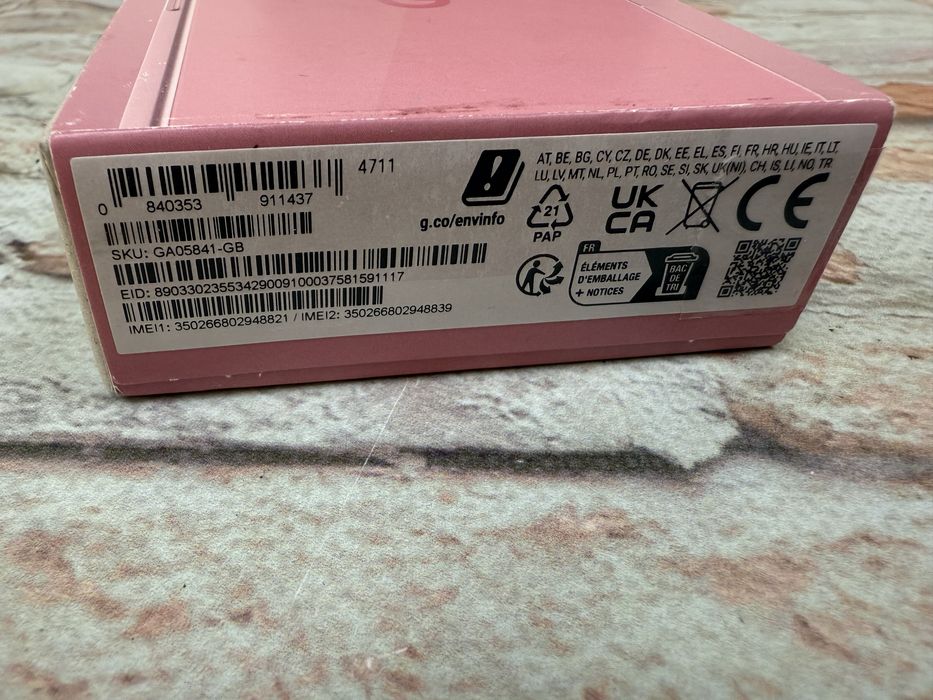 4711
0 840353 911437
SKU: GA05841-GB
EID: 89033023553429009100037581591117
IMEI1: 350266802948821 / IMEI2: 350266802948839
g.co/envinfo
AT, BE, BG, CY, CZ, DE, DK, EE, EL, ES, FI, FR, HR, HU, IE, IT, LT,
LU, LV, MT, NL, PL, PT, RO, SE, SI, SK, UK(NI), CH, IS, LI, NO, TR
21
PAP
UK
CA
CE
FR
ÉLÉMENTS
D'EMBALLAGE
+ NOTICES
BAC
DE
TRI